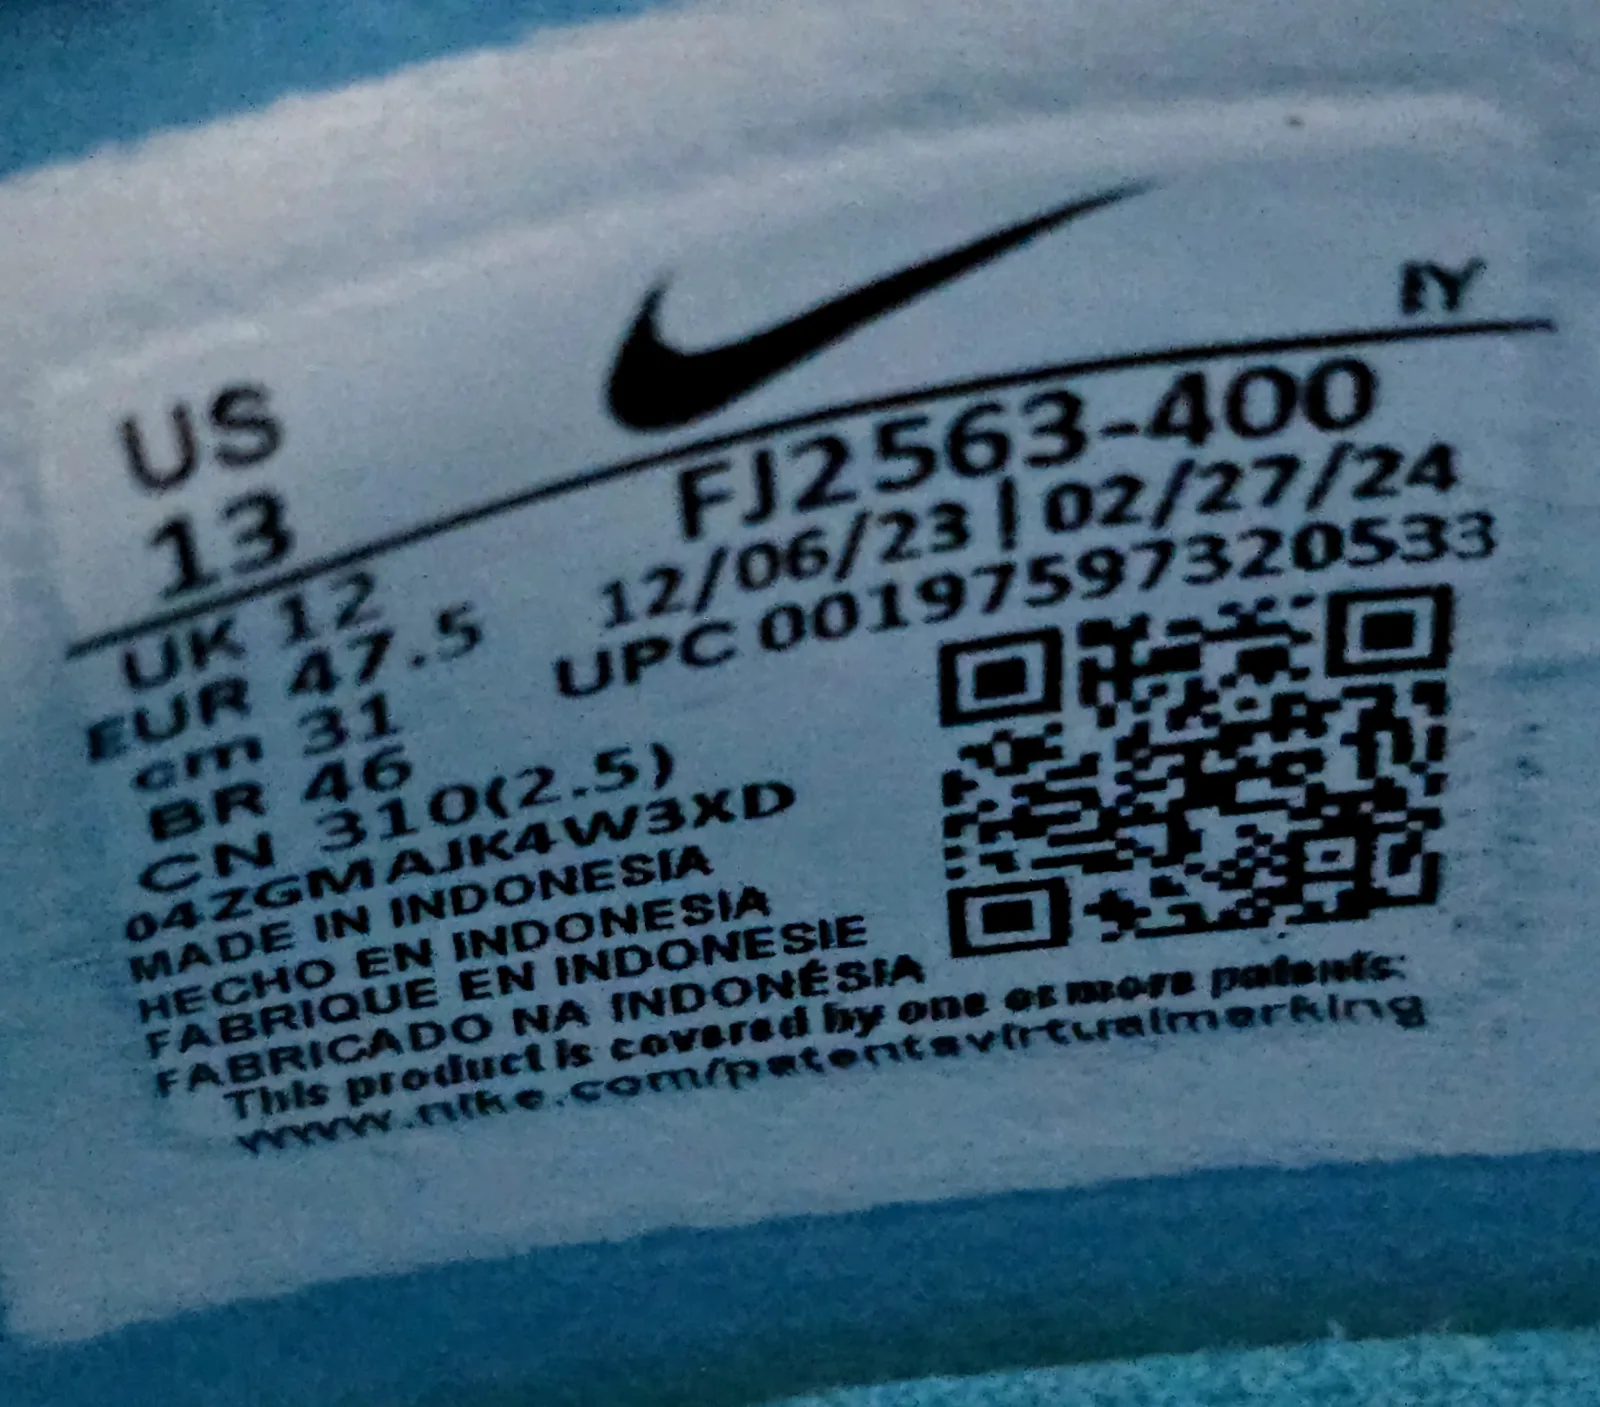 IY
US
13
FJ2563-400
12/06/23 | 02/27/24
UPC 00197597320533
UK 12
EUR 47.5
cm 31
BR 46
CN 310(2.5)
04ZGMAJK4W3XD
MADE IN INDONESIA
HECHO EN INDONESIA
FABRIQUE EN INDONESIE
FABRICADO NA INDONÉSIA
This product is covered by one or more patents:
www.nike.com/patentsvirtualmarking